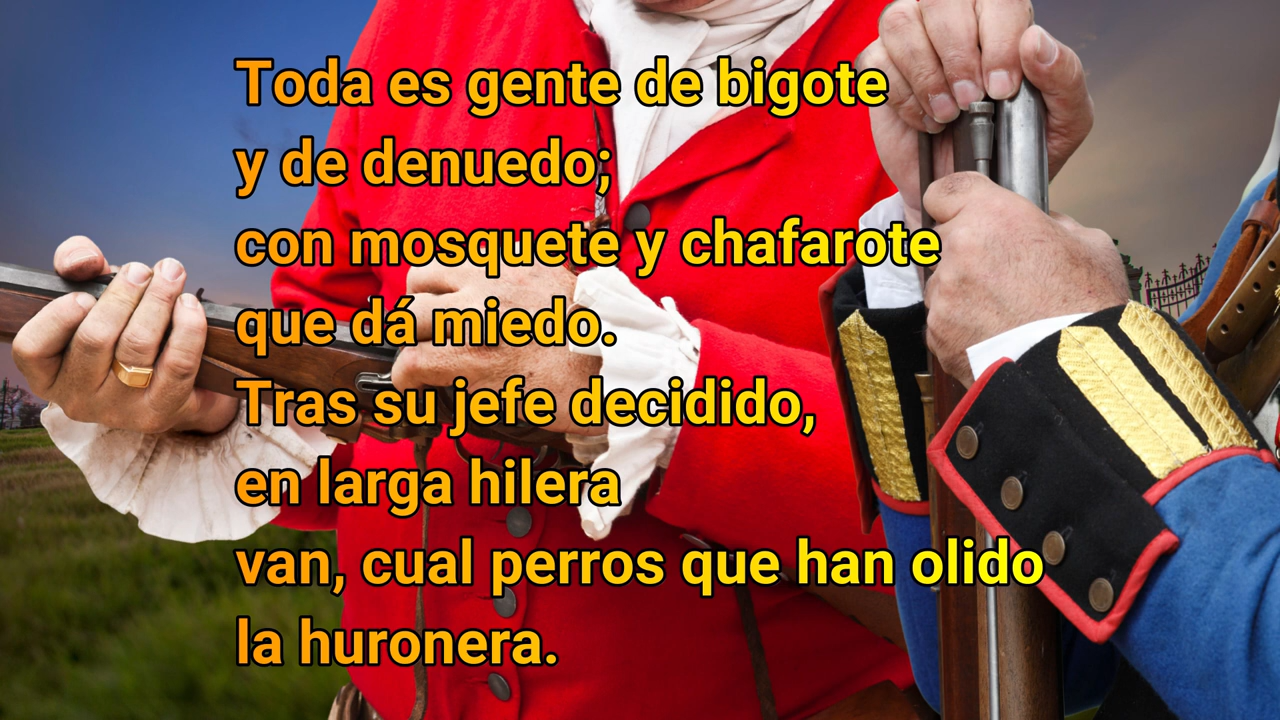 Toda es gente de bigote
y de denuedo;
con mosquete y chafarote
que dá miedo.
Tras su jefe decidido,
en larga hilera
van, cual perros que han olido
la huronera.